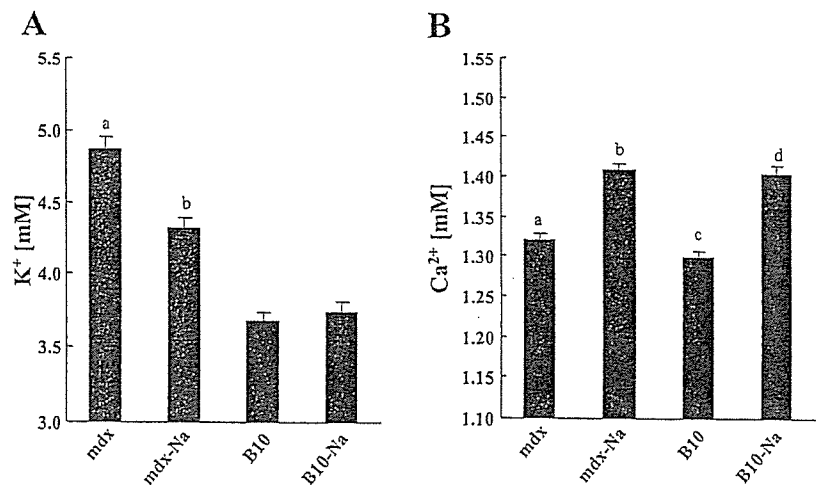 A
5.5
5.0
4.5
4.0
3.5
3.0
K+ [mM]
a
b
mdx
mdx-Na
B10
B10-Na
B
1.55
1.50
1.45
1.40
1.35
1.30
1.25
1.20
1.15
1.10
Ca2+ [mM]
a
b
c
d
mdx
mdx-Na
B10
B10-Na